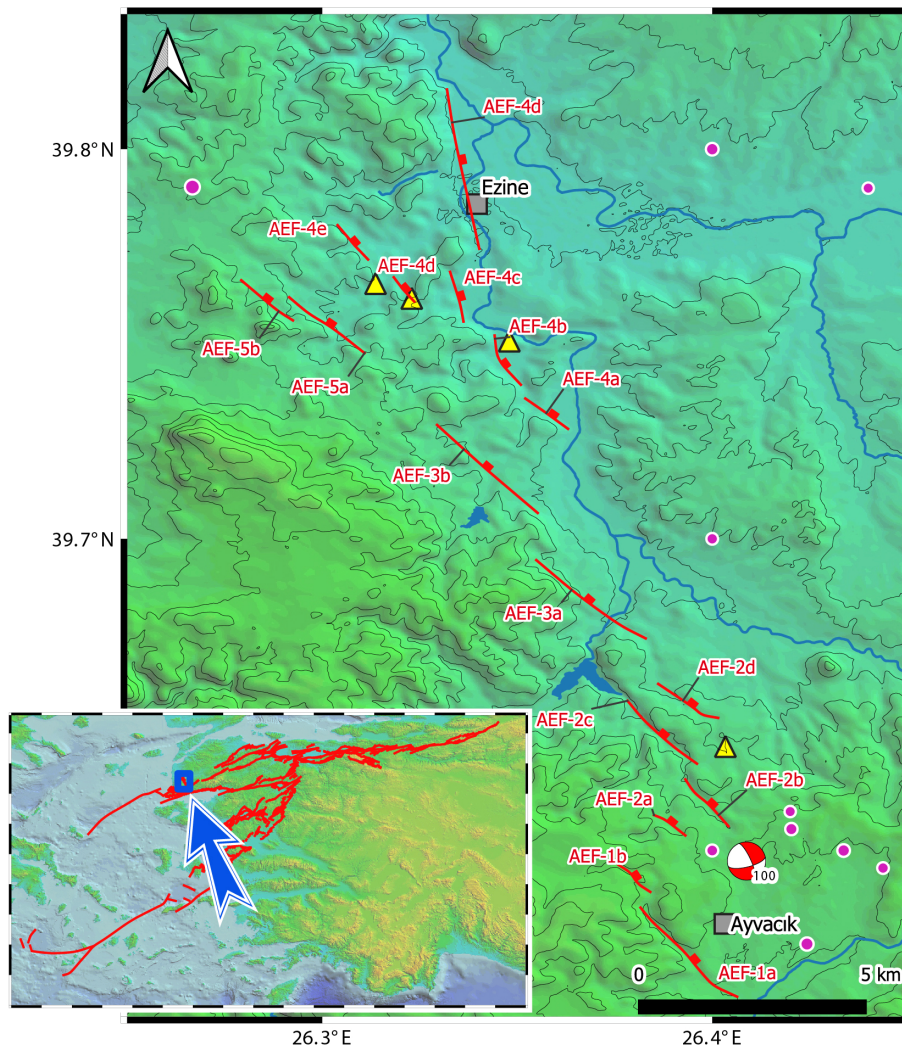 AEF-4d
39.8°N
Ezine
AEF-4e
AEF-4d
AEF-4c
AEF-4b
AEF-5b
AEF-5a
AEF-4a
AEF-3b
39.7°N
AEF-3a
AEF-2d
AEF-2c
AEF-2b
AEF-2a
AEF-1b
100
Ayvacık
AEF-1a
0
5 km
26.3°E
26.4°E